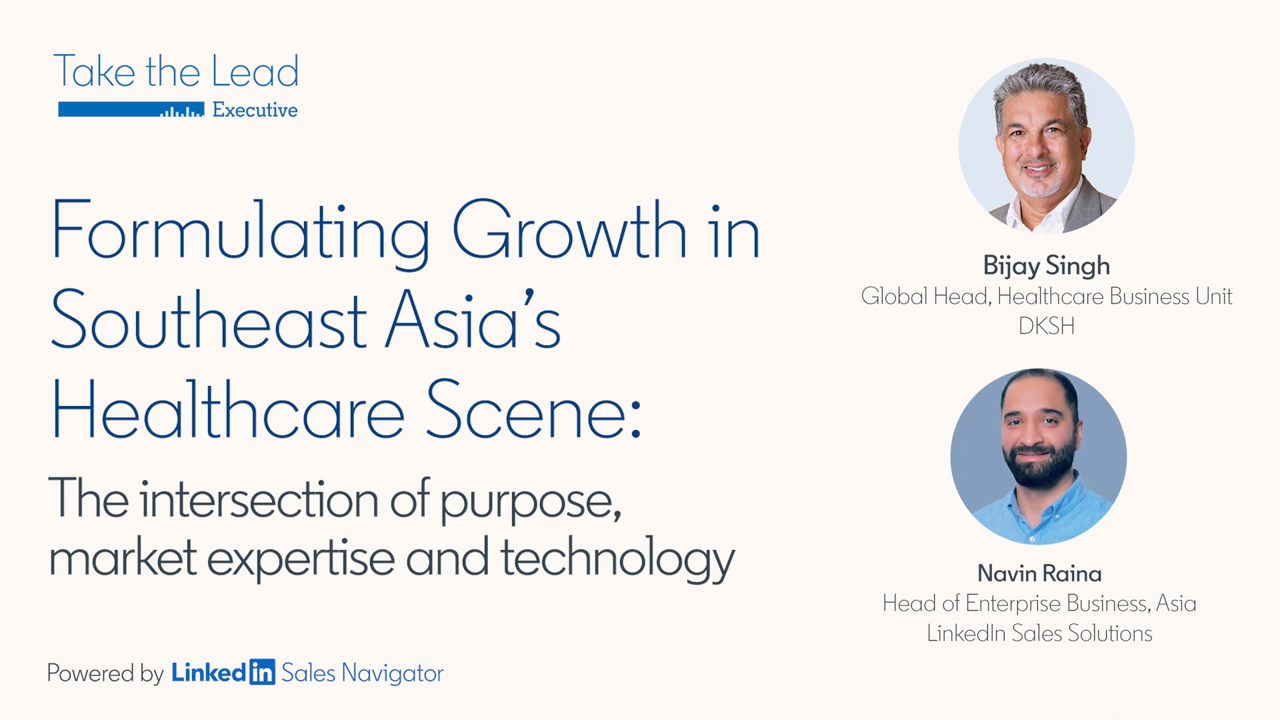 Take the Lead
Executive
Formulating Growth in
Southeast Asia’s
Healthcare Scene:
The intersection of purpose,
market expertise and technology
Powered by LinkedIn Sales Navigator
Bijay Singh
Global Head, Healthcare Business Unit
DKSH
Navin Raina
Head of Enterprise Business, Asia
LinkedIn Sales Solutions